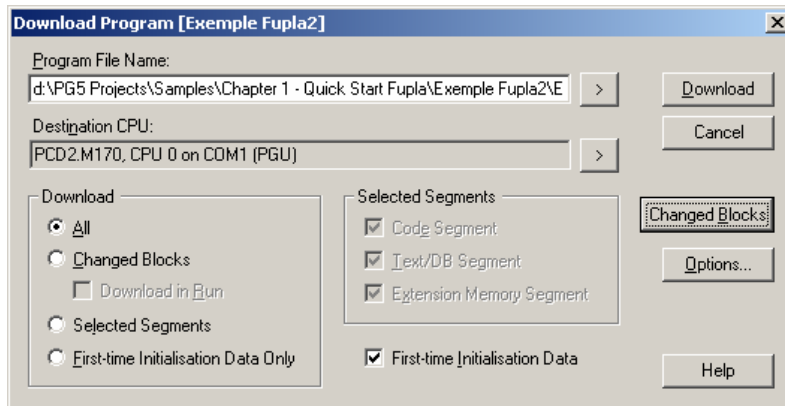 Download Program [Exemple Fupla2]
Program File Name:
d:\PG5 Projects\Samples\Chapter 1 - Quick Start Fupla\Exemple Fupla2\E
>
Download
Destination CPU:
Cancel
PCD2.M170, CPU 0 on COM1 (PGU)
>
Download
All
Changed Blocks
Download in Run
Selected Segments
First-time Initialisation Data Only
Selected Segments
Code Segment
Text/DB Segment
Extension Memory Segment
First-time Initialisation Data
Changed Blocks
Options...
Help